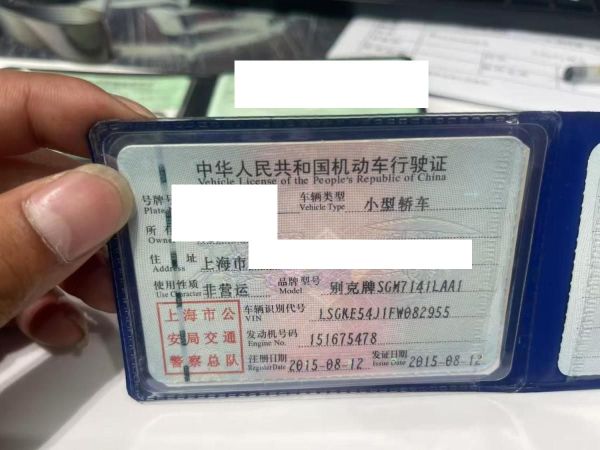 中华人民共和国机动车行驶证
Vehicle License of the People's Republic of China
号牌号
Plate
车辆类型
Vehicle Type
小型轿车
所
Owner
住 址
Address
上海市
使用性质
Use Character
非营运
品牌型号
Model
别克牌SGM7141LAA1
上海市公
安局交通
警察总队
车辆识别代号
VIN
LSGKE54J1FW082955
发动机号码
Engine No.
151675478
注册日期
Register Date
2015-08-12
发证日期
Issue Date
2015-08-12